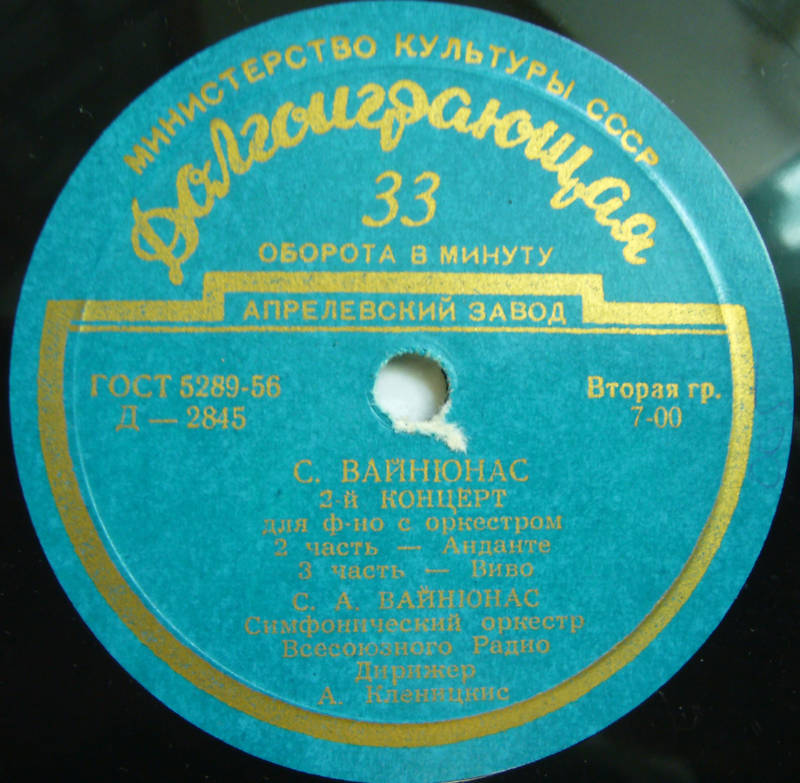 МИНИСТЕРСТВО КУЛЬТУРЫ СССР
Долгоиграющая
33
ОБОРОТА В МИНУТУ
АПРЕЛЕВСКИЙ ЗАВОД
ГОСТ 5289-56
Д — 2845
Вторая гр.
7-00
С. ВАЙНЮНАС
2-й КОНЦЕРТ
для ф-но с оркестром
2 часть — Анданте
3 часть — Виво
С. А. ВАЙНЮНАС
Симфонический оркестр
Всесоюзного Радио
Дирижер
А. Кленицкис